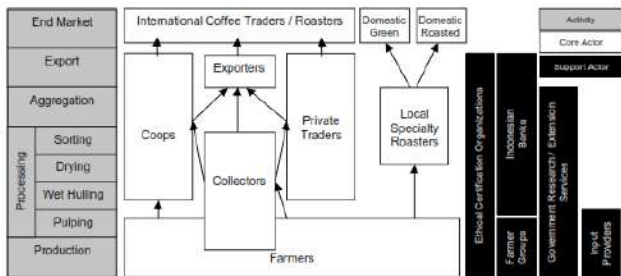 End Market
Export
Aggregation
Processing
Sorting
Drying
Wet Hulling
Pulping
Production
International Coffee Traders / Roasters
Domestic
Green
Domestic
Roasted
Exporters
Coops
Private
Traders
Collectors
Local
Specialty
Roasters
Farmers
Ethical Certification Organizations
Indonesian
Banks
Farmer
Groups
Government Research / Extension
Services
Input
Providers
Activity
Core Actor
Support Actor